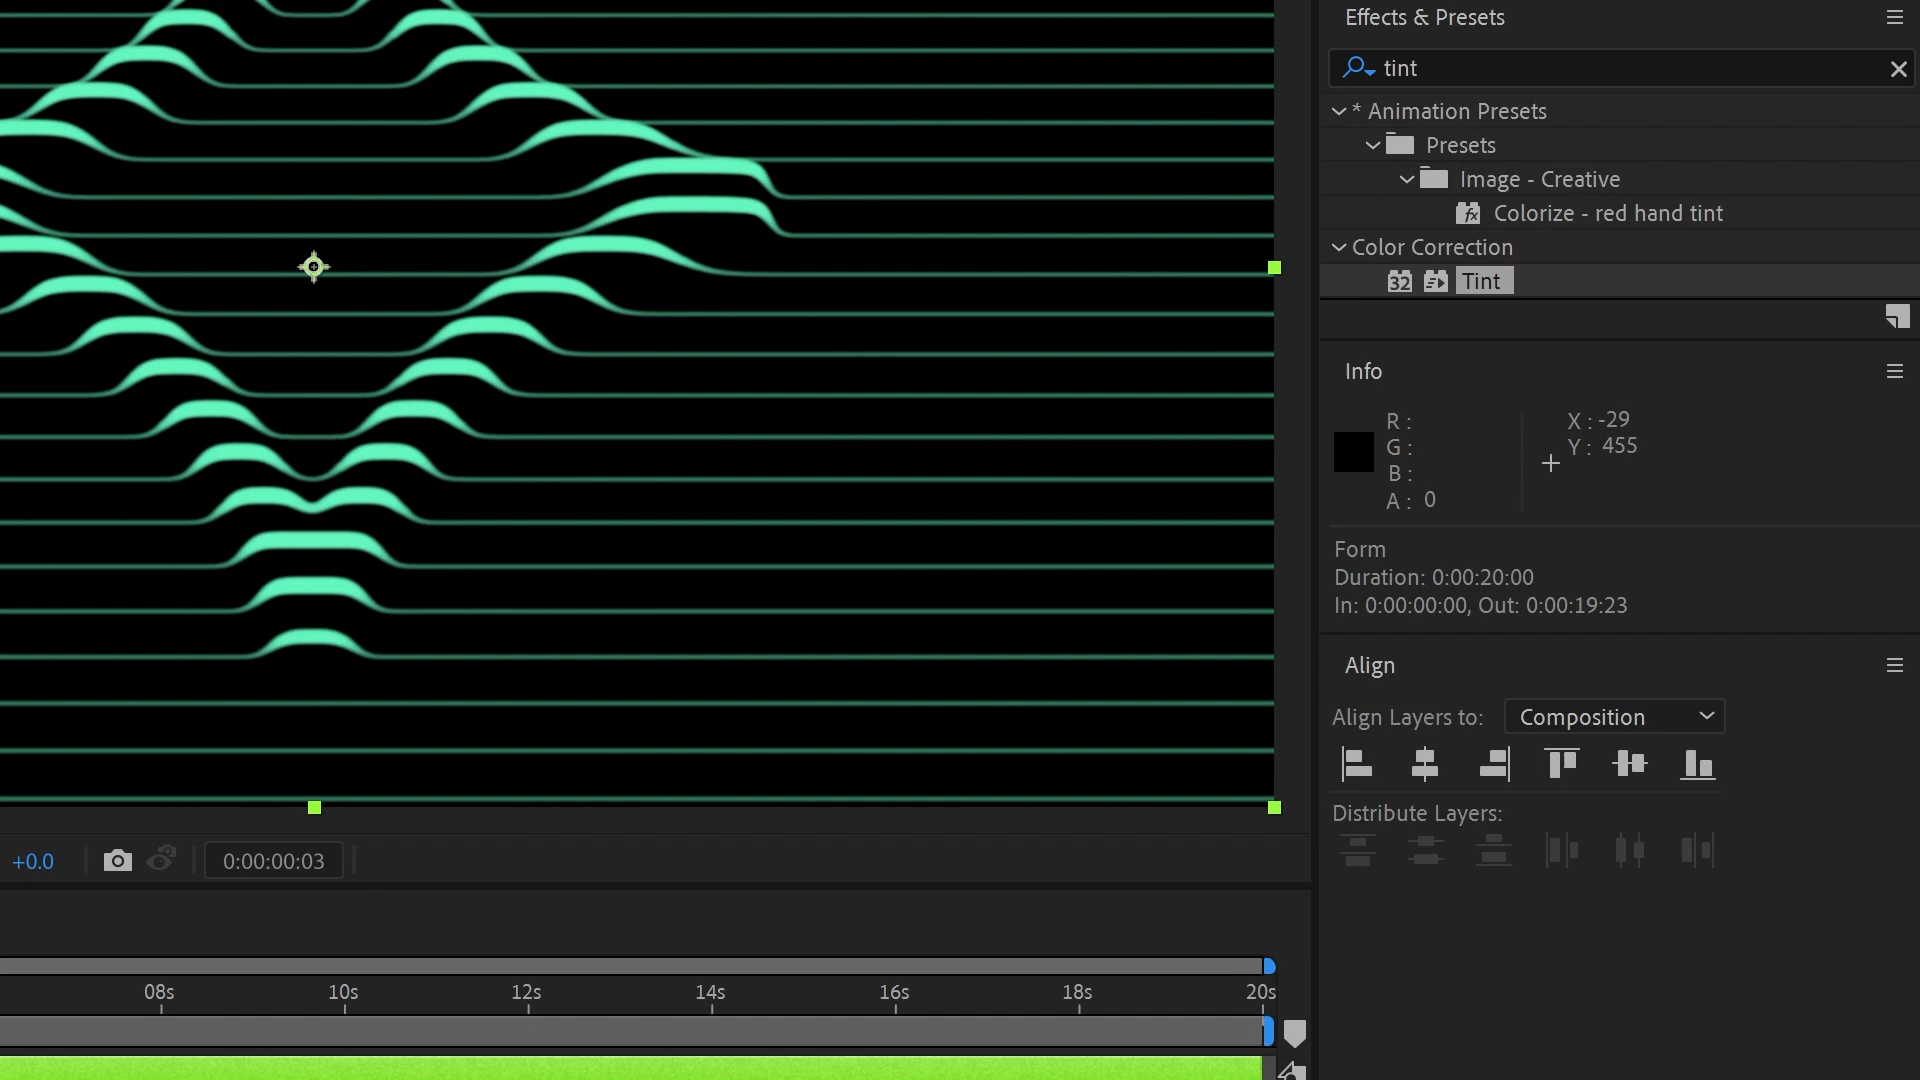 Effects & Presets
tint
* Animation Presets
Presets
Image - Creative
fx Colorize - red hand tint
Color Correction
32 Tint
Info
R :
G :
B :
A : 0
X : -29
Y : 455
Form
Duration: 0:00:20:00
In: 0:00:00:00, Out: 0:00:19:23
Align
Align Layers to: Composition
Distribute Layers:
+0.0
0:00:00:03
08s 10s 12s 14s 16s 18s 20s